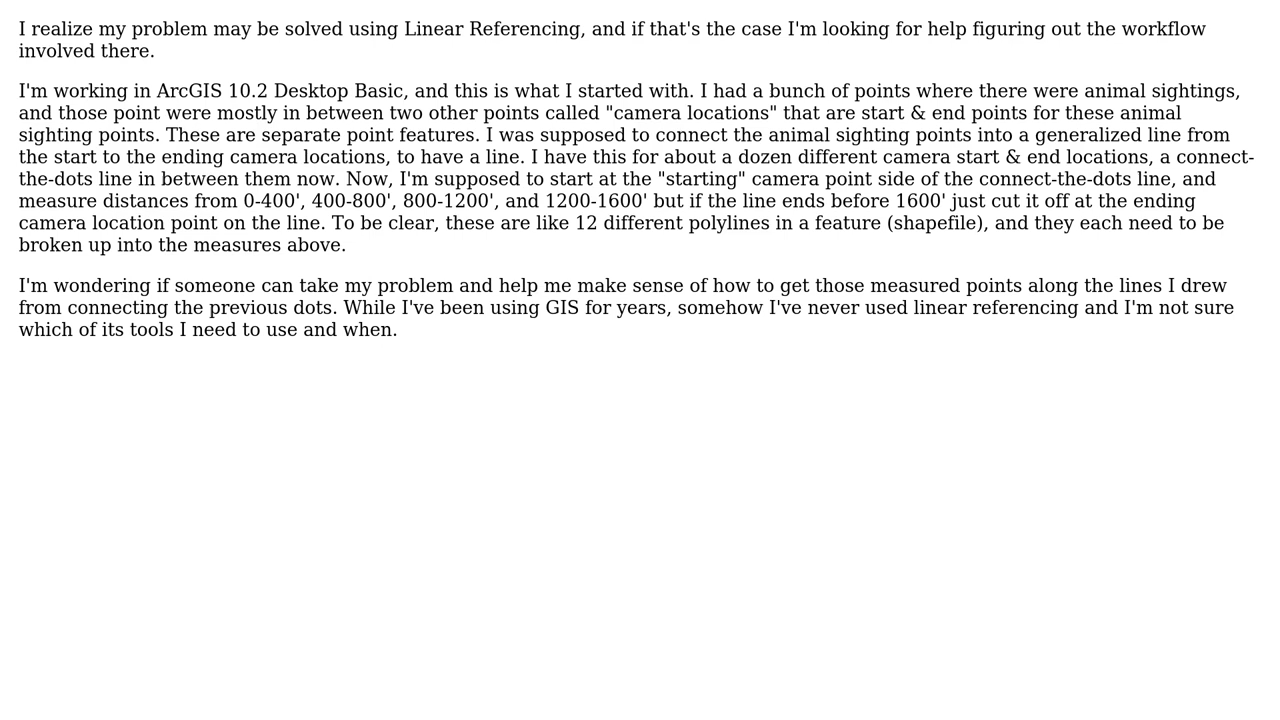 I realize my problem may be solved using Linear Referencing, and if that's the case I'm looking for help figuring out the workflow
involved there.
I'm working in ArcGIS 10.2 Desktop Basic, and this is what I started with. I had a bunch of points where there were animal sightings,
and those point were mostly in between two other points called "camera locations" that are start & end points for these animal
sighting points. These are separate point features. I was supposed to connect the animal sighting points into a generalized line from
the start to the ending camera locations, to have a line. I have this for about a dozen different camera start & end locations, a connect-
the-dots line in between them now. Now, I'm supposed to start at the "starting" camera point side of the connect-the-dots line, and
measure distances from 0-400', 400-800', 800-1200', and 1200-1600' but if the line ends before 1600' just cut it off at the ending
camera location point on the line. To be clear, these are like 12 different polylines in a feature (shapefile), and they each need to be
broken up into the measures above.
I'm wondering if someone can take my problem and help me make sense of how to get those measured points along the lines I drew
from connecting the previous dots. While I've been using GIS for years, somehow I've never used linear referencing and I'm not sure
which of its tools I need to use and when.